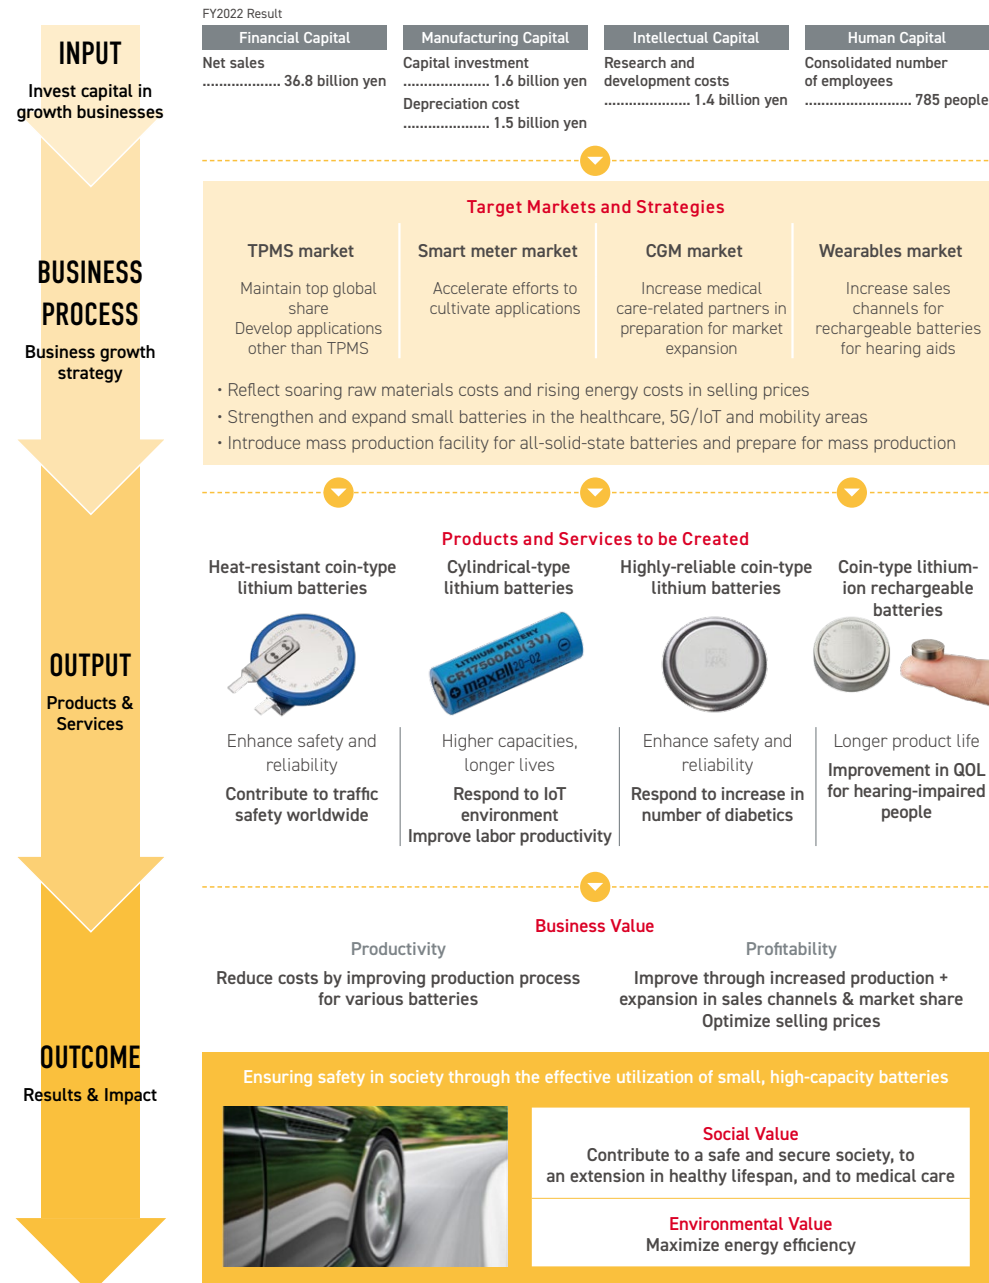 FY2022 Result
INPUT
Invest capital in
growth businesses
Financial Capital
Net sales
................... 36.8 billion yen
Manufacturing Capital
Capital investment
..................... 1.6 billion yen
Depreciation cost
..................... 1.5 billion yen
Intellectual Capital
Research and
development costs
..................... 1.4 billion yen
Human Capital
Consolidated number
of employees
.......................... 785 people
BUSINESS
PROCESS
Business growth
strategy
Target Markets and Strategies
TPMS market
Maintain top global
share
Develop applications
other than TPMS
Smart meter market
Accelerate efforts to
cultivate applications
CGM market
Increase medical
care-related partners in
preparation for market
expansion
Wearables market
Increase sales
channels for
rechargeable batteries
for hearing aids
・Reflect soaring raw materials costs and rising energy costs in selling prices
・Strengthen and expand small batteries in the healthcare, 5G/IoT and mobility areas
・Introduce mass production facility for all-solid-state batteries and prepare for mass production
OUTPUT
Products &
Services
Products and Services to be Created
Heat-resistant coin-type
lithium batteries
Enhance safety and
reliability
Contribute to traffic
safety worldwide
Cylindrical-type
lithium batteries
LITHIUM BATTERY
CR17500AU(3V)
maxell 20-02
Higher capacities,
longer lives
Respond to IoT
environment
Improve labor productivity
Highly-reliable coin-type
lithium batteries
Enhance safety and
reliability
Respond to increase in
number of diabetics
Coin-type lithium-
ion rechargeable
batteries
Longer product life
Improvement in QOL
for hearing-impaired
people
OUTCOME
Results & Impact
Business Value
Productivity
Reduce costs by improving production process
for various batteries
Profitability
Improve through increased production +
expansion in sales channels & market share
Optimize selling prices
Ensuring safety in society through the effective utilization of small, high-capacity batteries
Social Value
Contribute to a safe and secure society, to
an extension in healthy lifespan, and to medical care
Environmental Value
Maximize energy efficiency